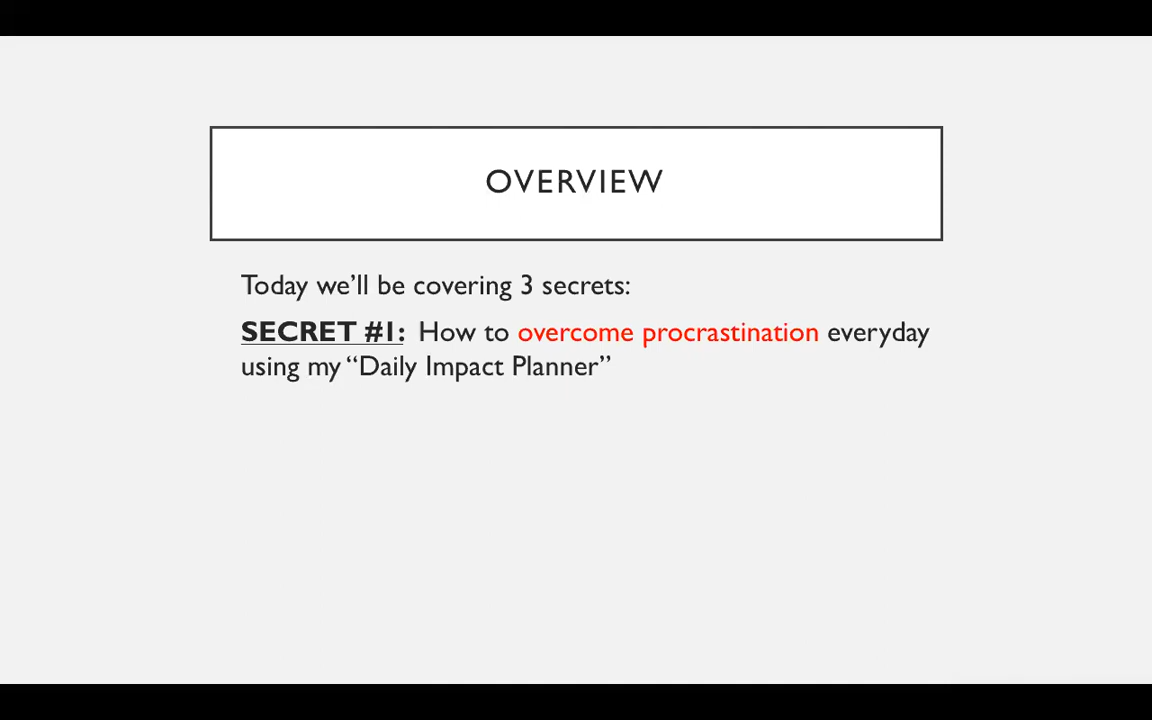 OVERVIEW
Today we’ll be covering 3 secrets:
SECRET #1: How to overcome procrastination everyday
using my “Daily Impact Planner”